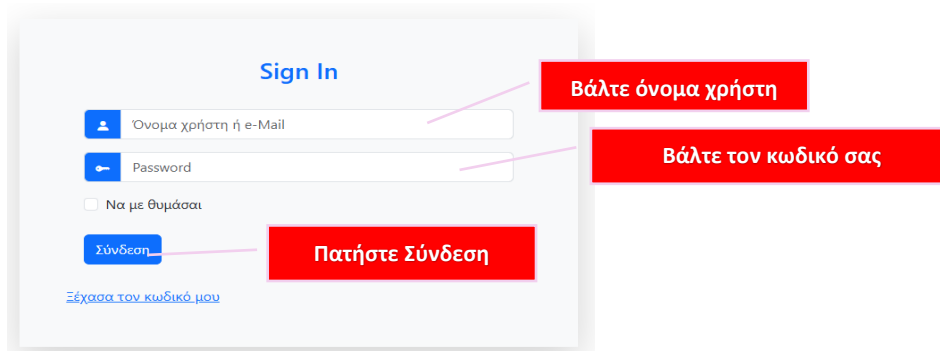 Sign In
Βάλτε όνομα χρήστη
Όνομα χρήστη ή e-Mail
Βάλτε τον κωδικό σας
Password
Να με θυμάσαι
Σύνδεση
Πατήστε Σύνδεση
Ξέχασα τον κωδικό μου